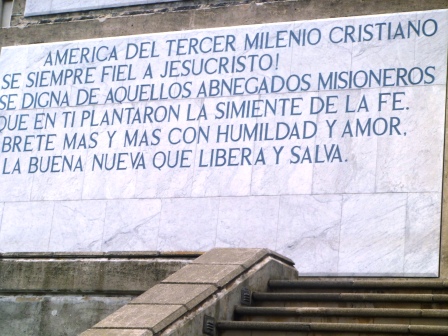 AMERICA DEL TERCER MILENIO CRISTIANO
SE SIEMPRE FIEL A JESUCRISTO!
SE DIGNA DE AQUELLOS ABNEGADOS MISIONEROS
QUE EN TI PLANTARON LA SIMIENTE DE LA FE.
BRETE MAS Y MAS CON HUMILDAD Y AMOR,
LA BUENA NUEVA QUE LIBERA Y SALVA.